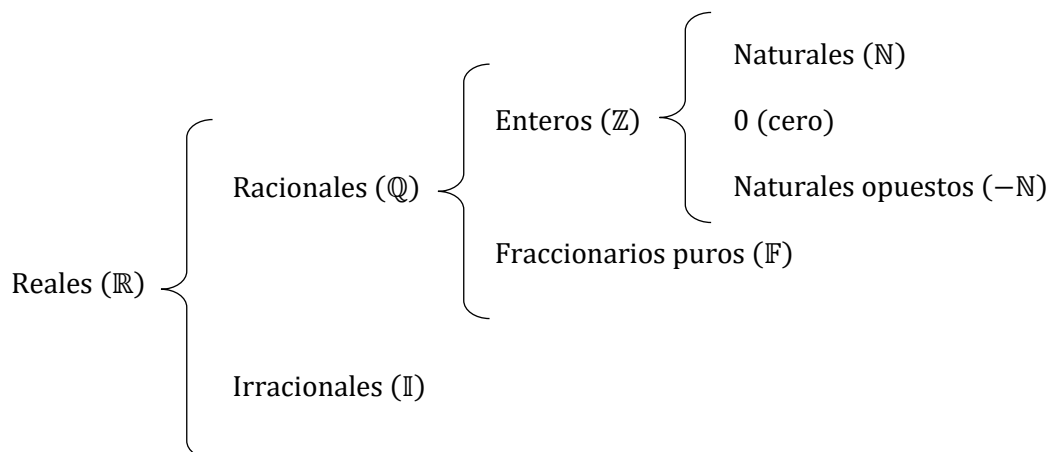 Naturales (ℕ)
Enteros (ℤ)
0 (cero)
Racionales (ℚ)
Naturales opuestos (−ℕ)
Fraccionarios puros (𝔽)
Reales (ℝ)
Irracionales (𝕀)